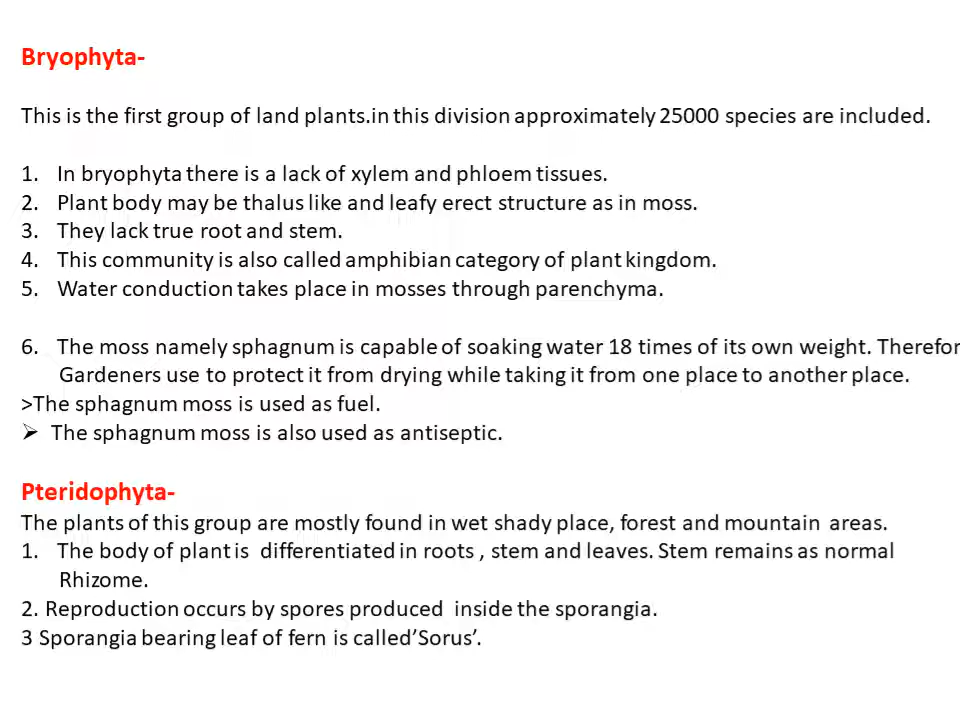 Bryophyta-
This is the first group of land plants.in this division approximately 25000 species are included.
1. In bryophyta there is a lack of xylem and phloem tissues.
2. Plant body may be thalus like and leafy erect structure as in moss.
3. They lack true root and stem.
4. This community is also called amphibian category of plant kingdom.
5. Water conduction takes place in mosses through parenchyma.
6. The moss namely sphagnum is capable of soaking water 18 times of its own weight. Therefor
Gardeners use to protect it from drying while taking it from one place to another place.
>The sphagnum moss is used as fuel.
➢ The sphagnum moss is also used as antiseptic.
Pteridophyta-
The plants of this group are mostly found in wet shady place, forest and mountain areas.
1. The body of plant is differentiated in roots , stem and leaves. Stem remains as normal
Rhizome.
2. Reproduction occurs by spores produced inside the sporangia.
3 Sporangia bearing leaf of fern is called’Sorus’.